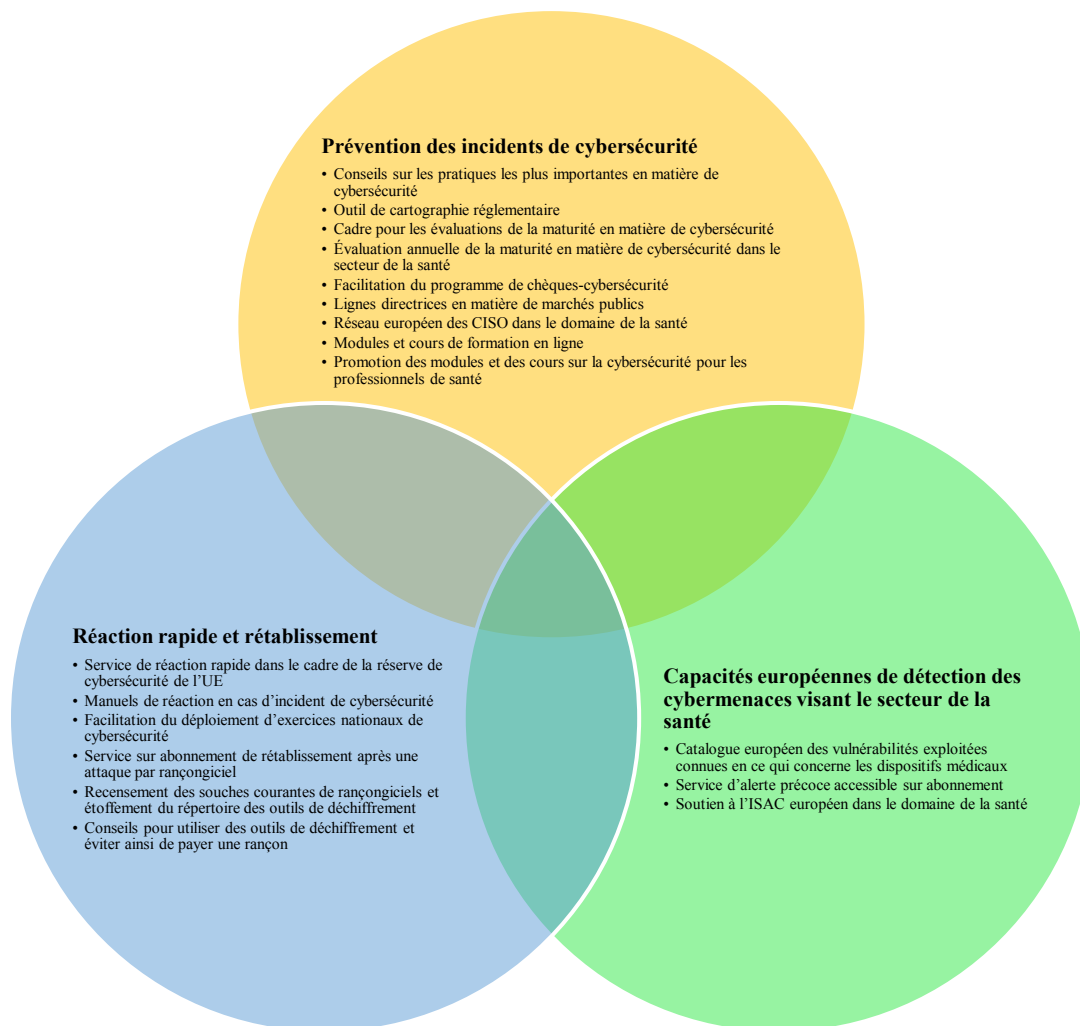 Prévention des incidents de cybersécurité
• Conseils sur les pratiques les plus importantes en matière de
cybersécurité
• Outil de cartographie réglementaire
• Cadre pour les évaluations de la maturité en matière de cybersécurité
• Évaluation annuelle de la maturité en matière de cybersécurité dans le
secteur de la santé
• Facilitation du programme de chèques-cybersécurité
• Lignes directrices en matière de marchés publics
• Réseau européen des CISO dans le domaine de la santé
• Modules et cours de formation en ligne
• Promotion des modules et des cours sur la cybersécurité pour les
professionnels de santé
Réaction rapide et rétablissement
• Service de réaction rapide dans le cadre de la réserve de
cybersécurité de l’UE
• Manuels de réaction en cas d’incident de cybersécurité
• Facilitation du déploiement d’exercices nationaux de
cybersécurité
• Service sur abonnement de rétablissement après une
attaque par rançongiciel
• Recensement des souches courantes de rançongiciels et
étoffement du répertoire des outils de déchiffrement
• Conseils pour utiliser des outils de déchiffrement et
éviter ainsi de payer une rançon
Capacités européennes de détection des
cybermenaces visant le secteur de la
santé
• Catalogue européen des vulnérabilités exploitées
connues en ce qui concerne les dispositifs médicaux
• Service d’alerte précoce accessible sur abonnement
• Soutien à l’ISAC européen dans le domaine de la santé